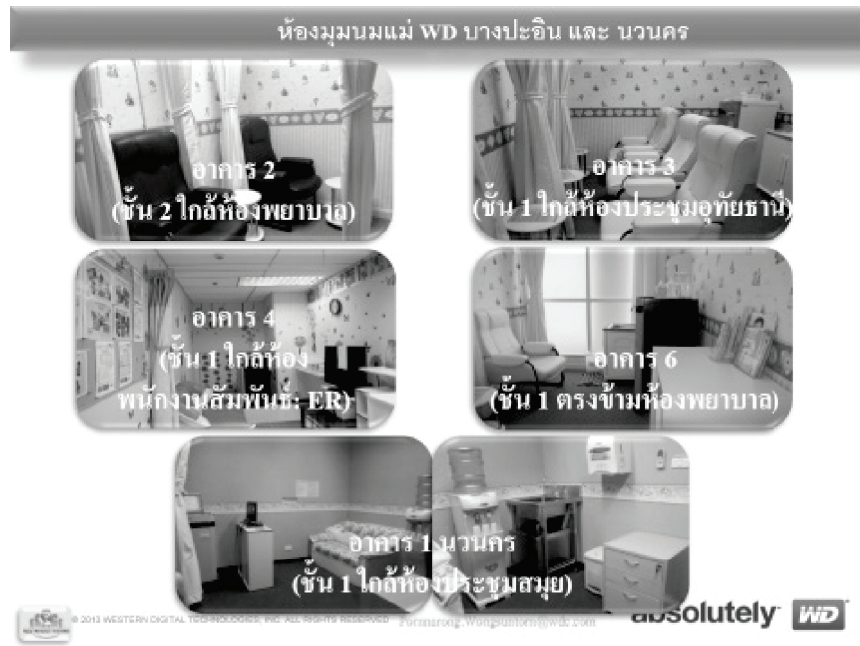 ห้องมุมนมแม่ WD บางปะอิน และ นวนคร
อาคาร 2
(ชั้น 2 ใกล้ห้องพยาบาล)
อาคาร 3
(ชั้น 1 ใกล้ห้องประชุมอุทัยธานี)
อาคาร 4
(ชั้น 1 ใกล้ห้อง
พนักงานสัมพันธ์: ER)
อาคาร 6
(ชั้น 1 ตรงข้ามห้องพยาบาล)
อาคาร 1 นวนคร
(ชั้น 1 ใกล้ห้องประชุมสมุย)
© 2013 WESTERN DIGITAL TECHNOLOGIES, INC. ALL RIGHTS RESERVED
absolutely WD